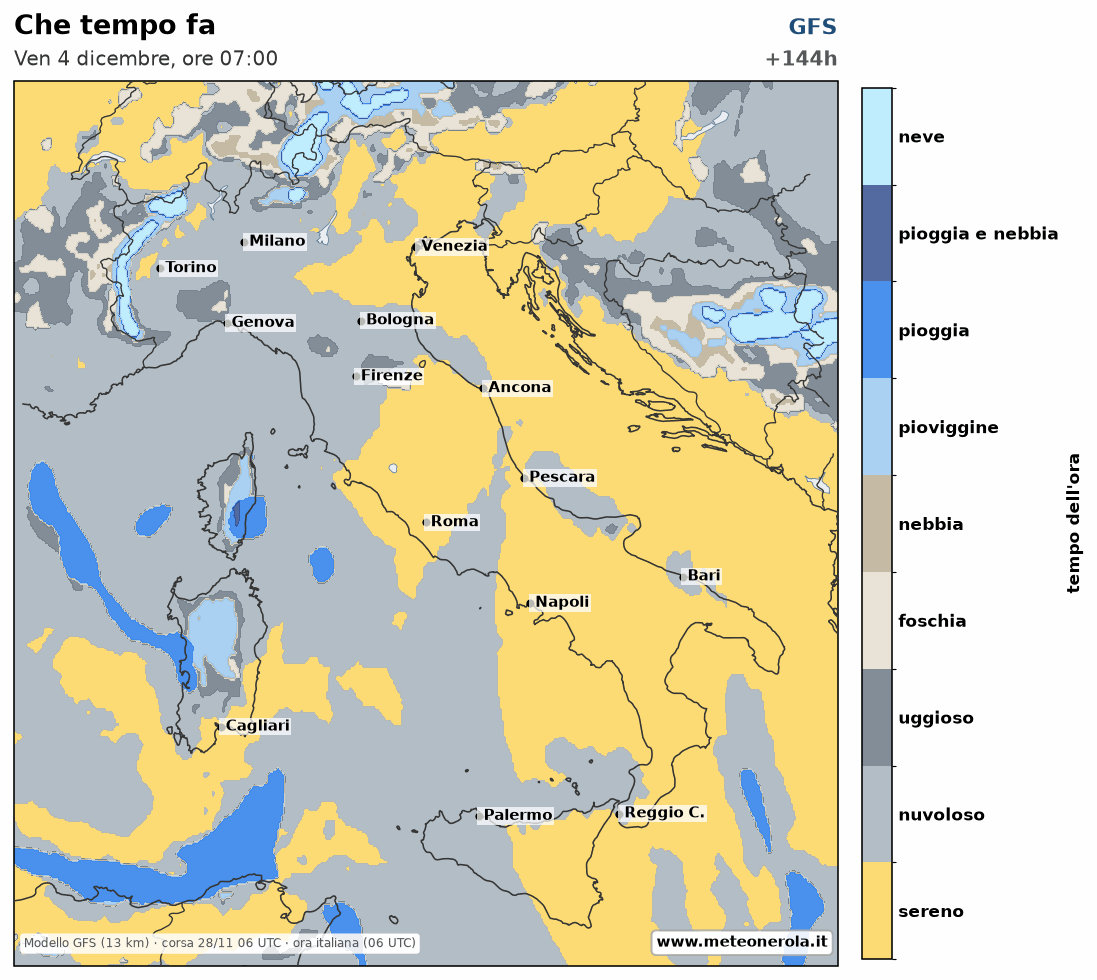 Che tempo fa
GFS
Ven 4 dicembre, ore 07:00
+144h
neve
pioggia e nebbia
pioggia
pioviggine
nebbia
foschia
uggioso
nuvoloso
sereno
tempo dell'ora
Milano
Venezia
Torino
Genova
Bologna
Firenze
Ancona
Pescara
Roma
Bari
Napoli
Cagliari
Palermo
Reggio C.
Modello GFS (13 km) · corsa 28/11 06 UTC · ora italiana (06 UTC)
www.meteonerola.it